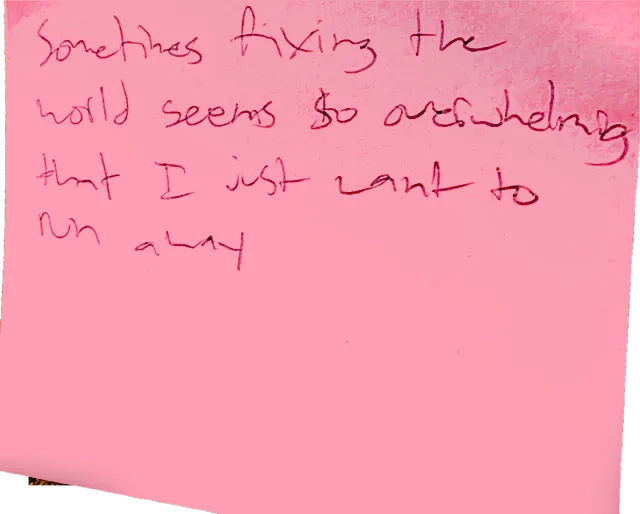 Sometimes fixing the
world seems so overwhelming
that I just want to
run away